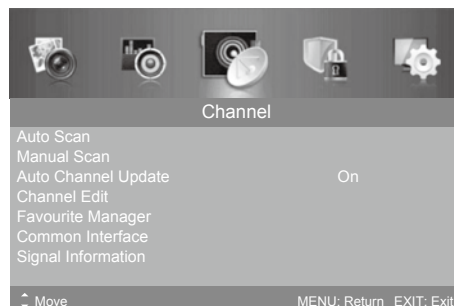 Channel
Auto Scan
Manual Scan
Auto Channel Update On
Channel Edit
Favourite Manager
Common Interface
Signal Information
Move MENU: Return EXIT: Exit